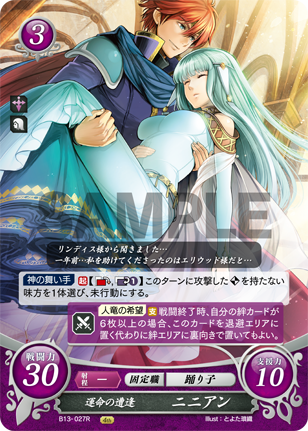 3
SAMPLE
リンディス様から聞きました…
一年前…私を助けてくださったのはエリウッド様だと…
神の舞い手 起 【 、 1】このターンに攻撃した を持たない
味方を1体選び、未行動にする。
人竜の希望 支 戦闘終了時、自分の絆カードが
6枚以上の場合、このカードを退避エリアに
置く代わりに絆エリアに裏向きで置いてもよい。
戦闘力
30
射程
一
固定職
踊り子
支援力
10
運命の遭逢 ニニアン
B13-027R 4th
Illust:とよた瑣織